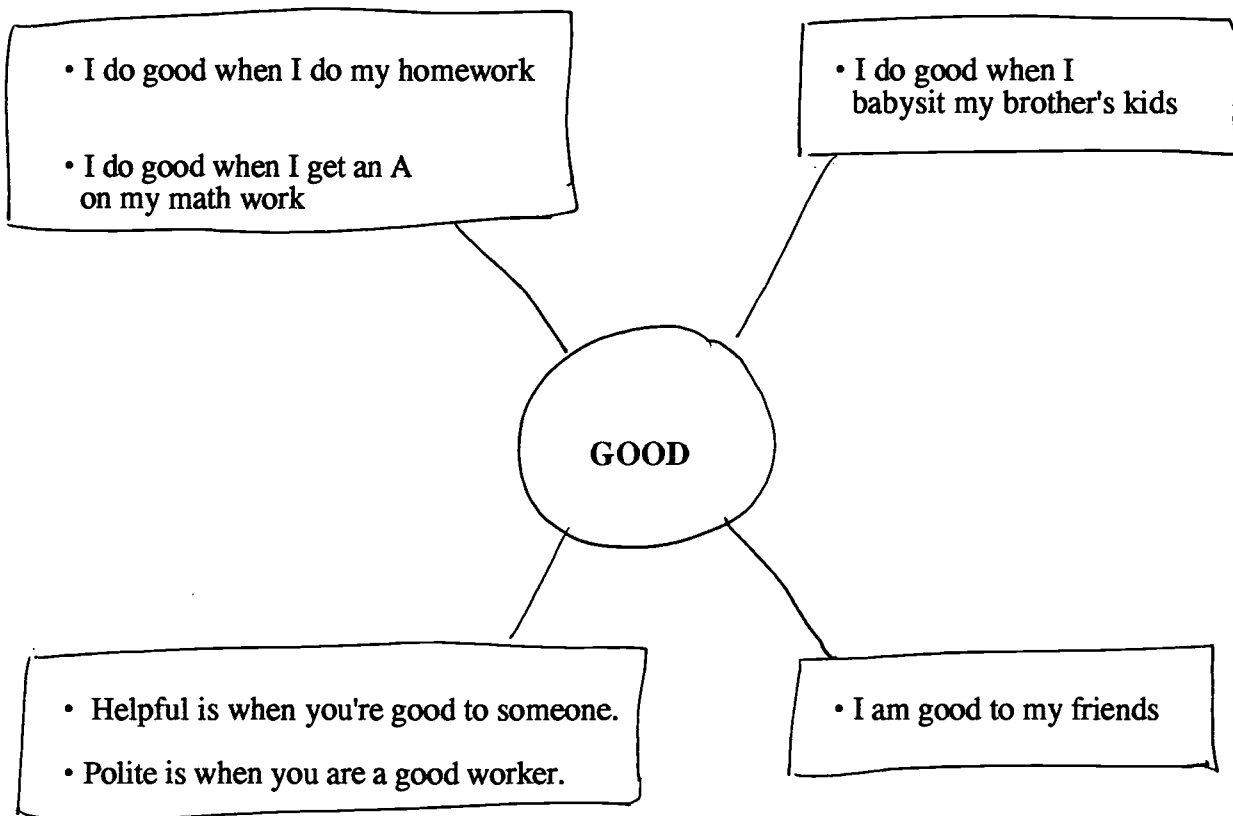 • I do good when I do my homework
• I do good when I get an A
on my math work
• I do good when I
babysit my brother's kids
GOOD
• Helpful is when you're good to someone.
• Polite is when you are a good worker.
• I am good to my friends